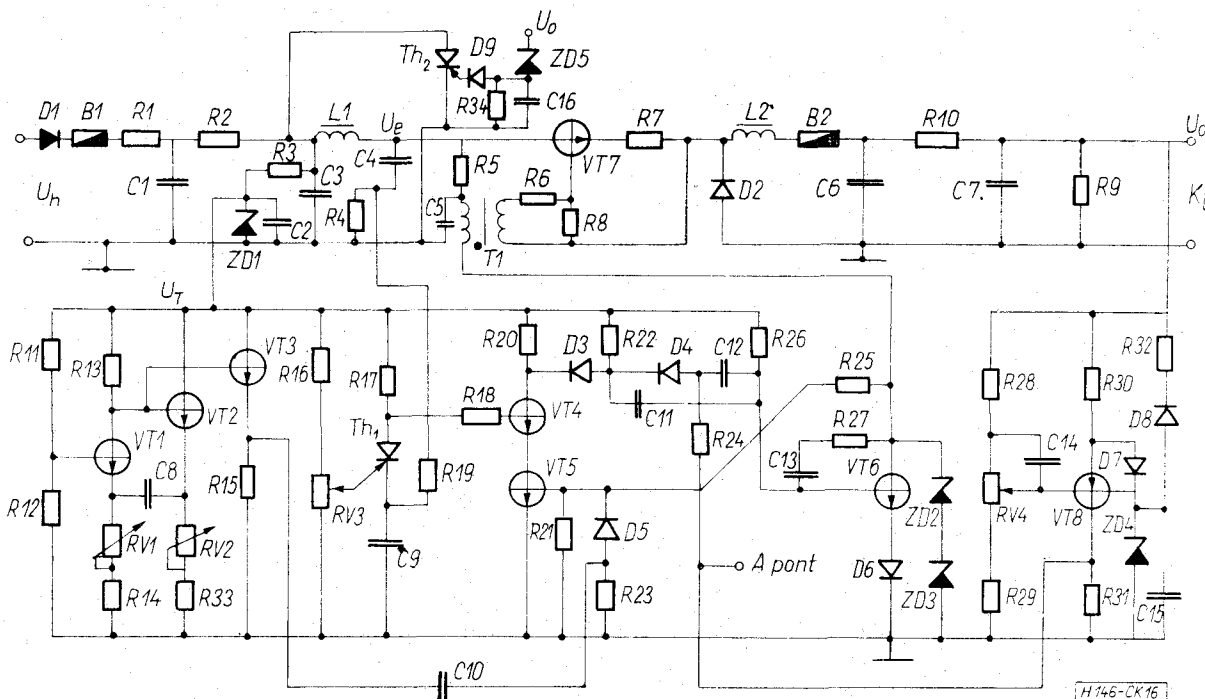 U₀
Th₂ D9 ZD5
R34 C16
D1 B1 R1 R2 L1 Uₑ R7 L2 B2 R10 U₀
C4 VT7
R3 R5
C1 C3 R6 D2 C6 C7 R9
Uₕ R4 C5 R8
C2
ZD1 T1
U_T
R11 R13 VT3 R16 R17 R20 D3 R22 D4 C12 R26 R25 R28 R30 R32
VT2 R18 VT4 C11 R27 D8
VT1 Th₁ R24 C14 D7
C8 R15 R19 VT5 C13 VT6
R12 RV3 R21 D5 ZD2 RV4 VT8 ZD4
RV1 RV2 C9 A pont
R14 R33 R23 D6 ZD3 R29 R31 C15
C10
H146-CK16